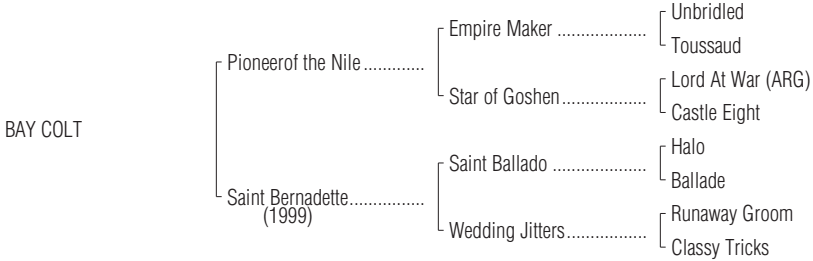 Unbridled
Empire Maker ...................
Toussaud
Pioneerof the Nile .............
Lord At War (ARG)
Star of Goshen..................
Castle Eight
BAY COLT
Halo
Saint Ballado ....................
Ballade
Saint Bernadette................
(1999)
Runaway Groom
Wedding Jitters.................
Classy Tricks